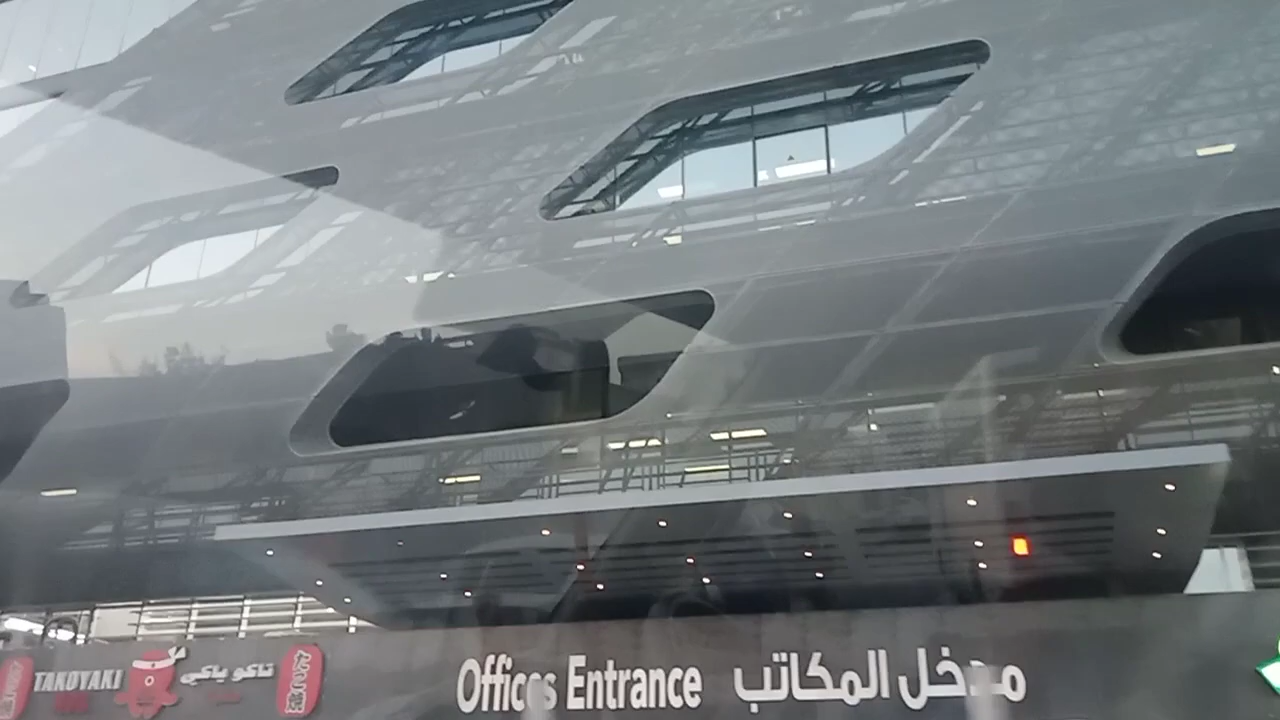 TAKOYAKI
تاكو ياكي
Offices Entrance
مدخل المكاتب